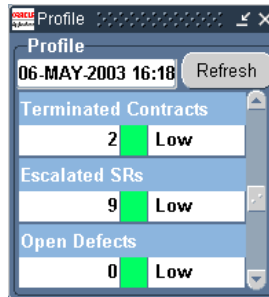 ORACLE
Profile
Profile
06-MAY-2003 16:18 Refresh
Terminated Contracts
2 Low
Escalated SRs
9 Low
Open Defects
0 Low